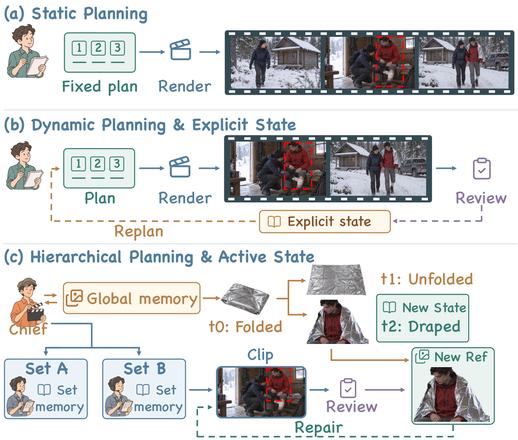 (a) Static Planning
1 2 3
Fixed plan
Render
(b) Dynamic Planning & Explicit State
1 2 3
Plan
Render
Review
Explicit state
Replan
(c) Hierarchical Planning & Active State
Chief
Global memory
t0: Folded
t1: Unfolded
New State
t2: Draped
Set A
Set
memory
Set B
Set
memory
Clip
Review
New Ref
Repair